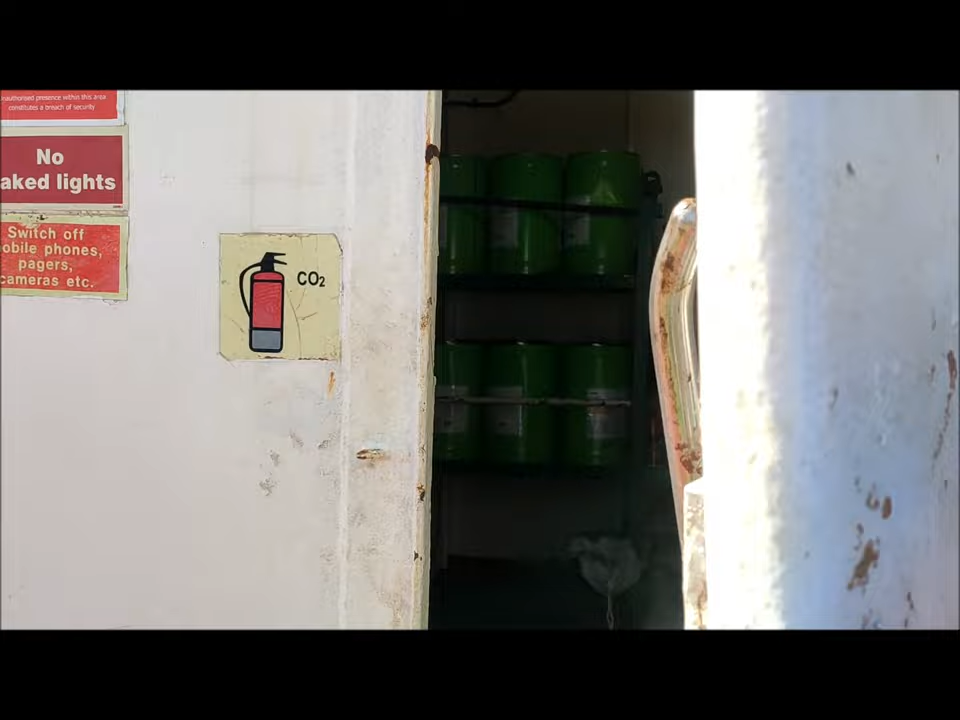 unauthorised presence within this area
constitutes a breach of security
No
aked lights
Switch off
obile phones,
pagers,
cameras etc.
CO₂